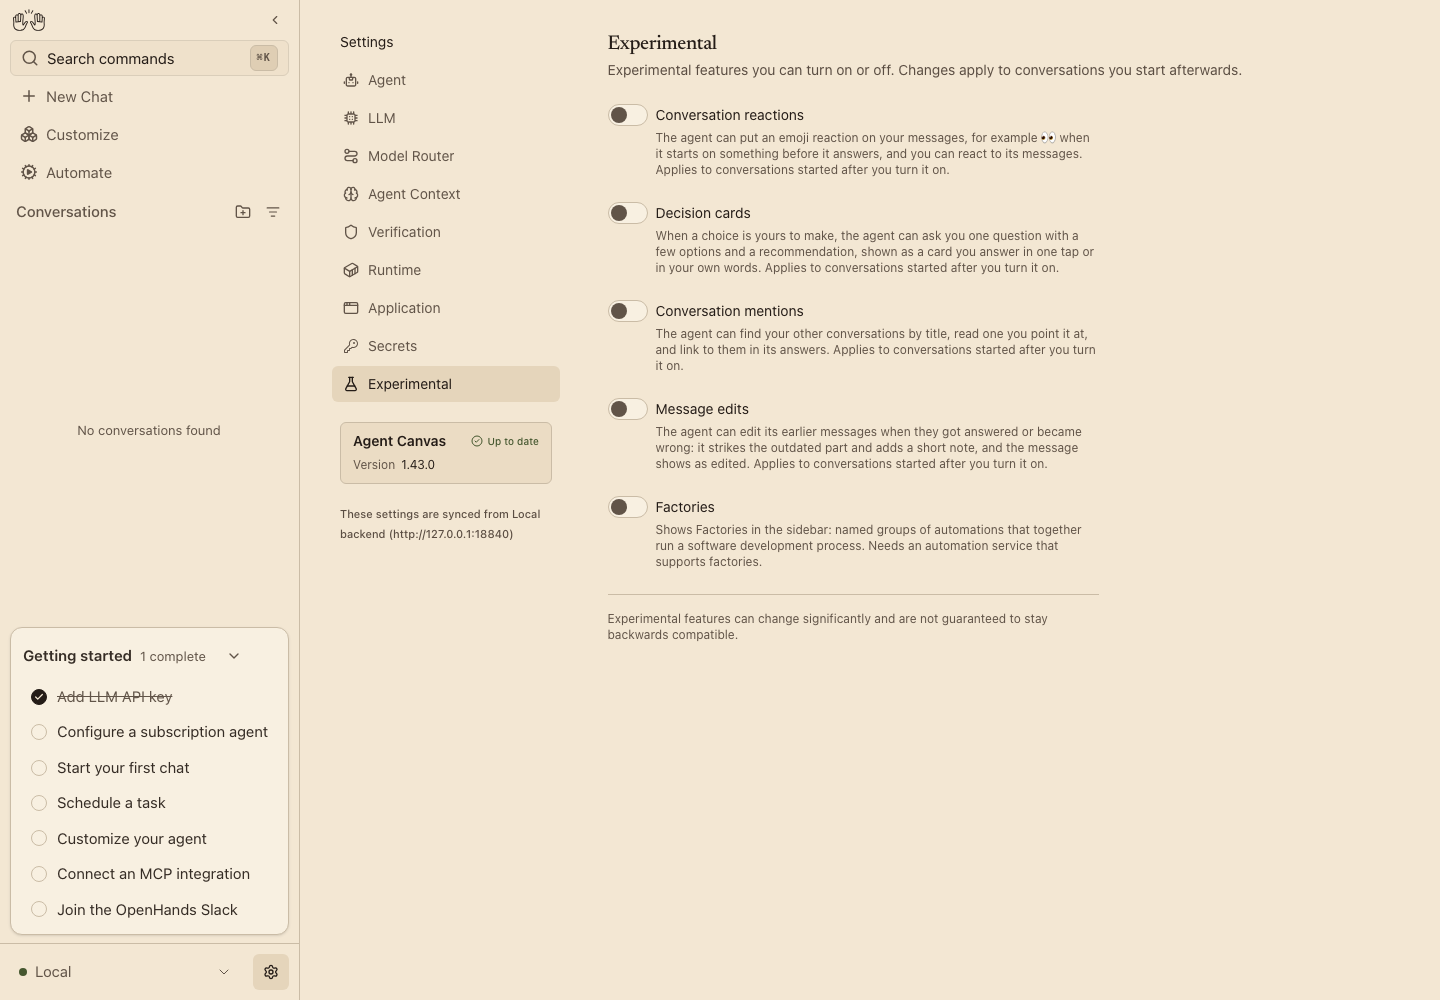 Search commands
⌘K
New Chat
Customize
Automate
Conversations
No conversations found
Getting started 1 complete
Add LLM API key
Configure a subscription agent
Start your first chat
Schedule a task
Customize your agent
Connect an MCP integration
Join the OpenHands Slack
Local
Settings
Agent
LLM
Model Router
Agent Context
Verification
Runtime
Application
Secrets
Experimental
Agent Canvas
Up to date
Version 1.43.0
These settings are synced from Local
backend (http://127.0.0.1:18840)
Experimental
Experimental features you can turn on or off. Changes apply to conversations you start afterwards.
Conversation reactions
The agent can put an emoji reaction on your messages, for example 👀 when
it starts on something before it answers, and you can react to its messages.
Applies to conversations started after you turn it on.
Decision cards
When a choice is yours to make, the agent can ask you one question with a
few options and a recommendation, shown as a card you answer in one tap or
in your own words. Applies to conversations started after you turn it on.
Conversation mentions
The agent can find your other conversations by title, read one you point it at,
and link to them in its answers. Applies to conversations started after you turn
it on.
Message edits
The agent can edit its earlier messages when they got answered or became
wrong: it strikes the outdated part and adds a short note, and the message
shows as edited. Applies to conversations started after you turn it on.
Factories
Shows Factories in the sidebar: named groups of automations that together
run a software development process. Needs an automation service that
supports factories.
Experimental features can change significantly and are not guaranteed to stay
backwards compatible.